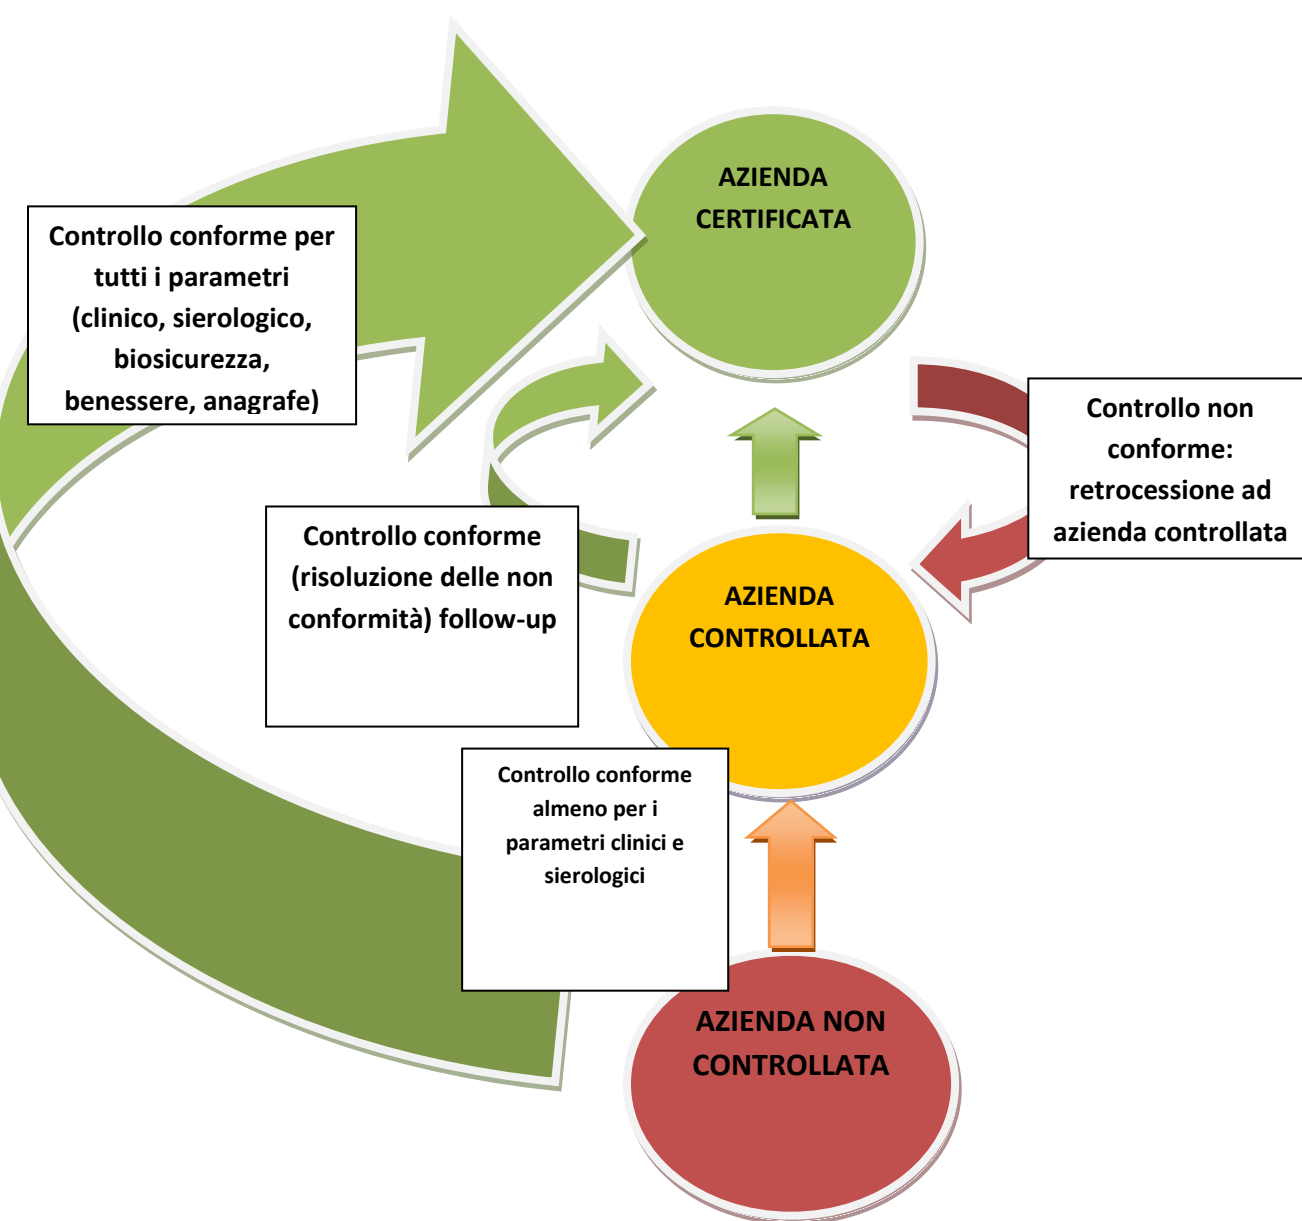 AZIENDA
CERTIFICATA
Controllo conforme per
tutti i parametri
(clinico, sierologico,
biosicurezza,
benessere, anagrafe)
Controllo non
conforme:
retrocessione ad
azienda controllata
Controllo conforme
(risoluzione delle non
conformità) follow-up
AZIENDA
CONTROLLATA
Controllo conforme
almeno per i
parametri clinici e
sierologici
AZIENDA NON
CONTROLLATA